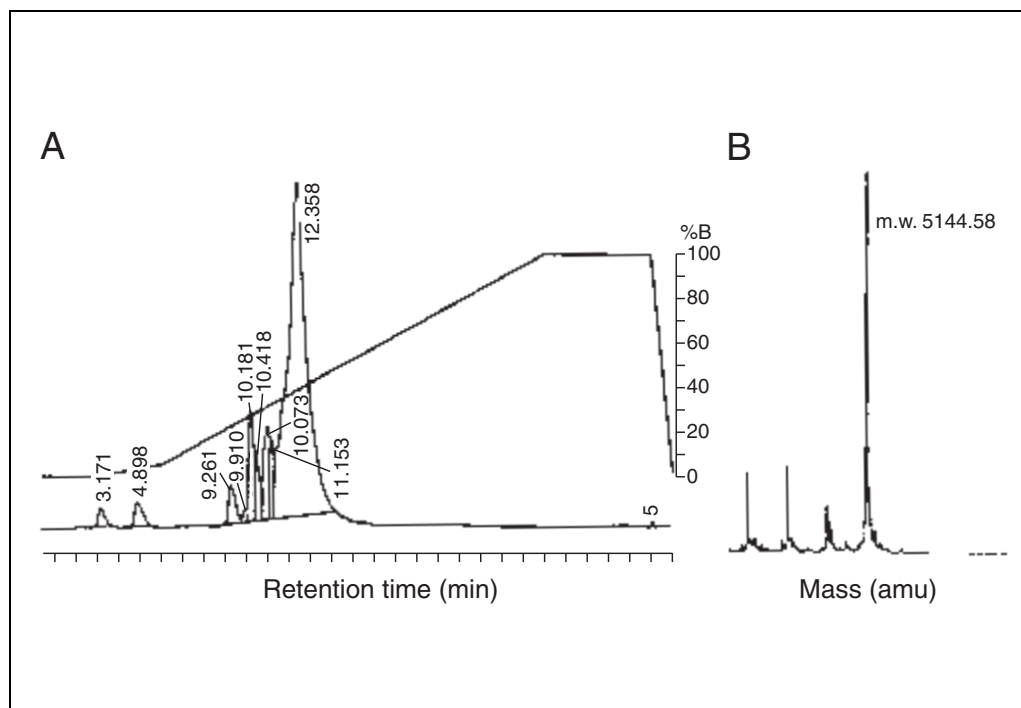 A
B
12.358
m.w. 5144.58
%B
100
80
60
40
20
0
10.181
10.418
10.073
9.261
9.910
11.153
3.171
4.898
5
Retention time (min)
Mass (amu)